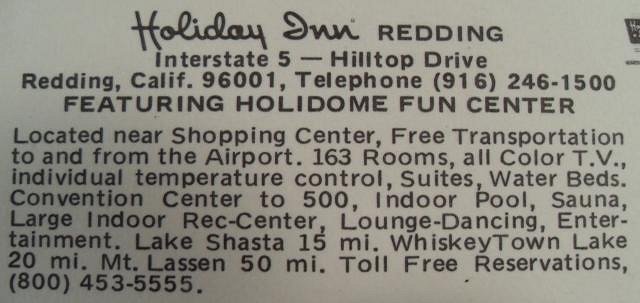 Holiday Inn REDDING
Interstate 5 — Hilltop Drive
Redding, Calif. 96001, Telephone (916) 246-1500
FEATURING HOLIDOME FUN CENTER
Located near Shopping Center, Free Transportation
to and from the Airport. 163 Rooms, all Color T.V.,
individual temperature control, Suites, Water Beds.
Convention Center to 500, Indoor Pool, Sauna,
Large Indoor Rec-Center, Lounge-Dancing, Enter-
tainment. Lake Shasta 15 mi. WhiskeyTown Lake
20 mi. Mt. Lassen 50 mi. Toll Free Reservations,
(800) 453-5555.